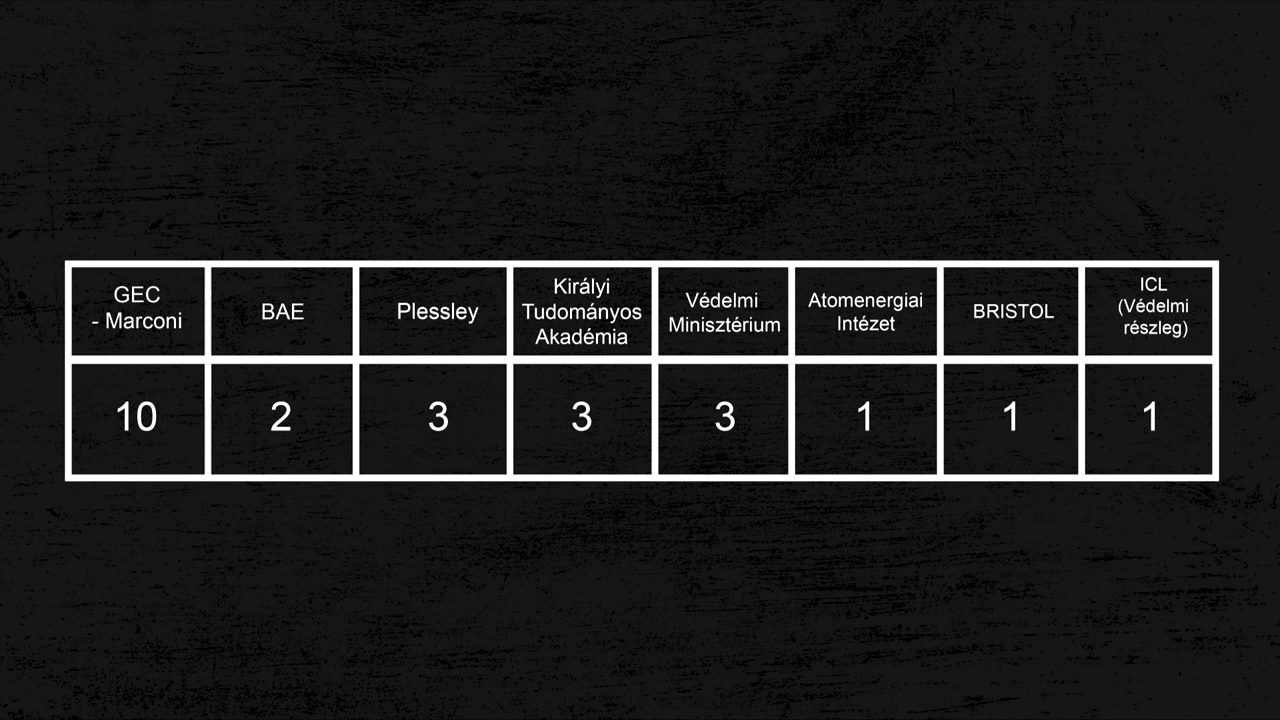 GEC
- Marconi
BAE
Plessley
Királyi
Tudományos
Akadémia
Védelmi
Minisztérium
Atomenergiai
Intézet
BRISTOL
ICL
(Védelmi
részleg)
10
2
3
3
3
1
1
1